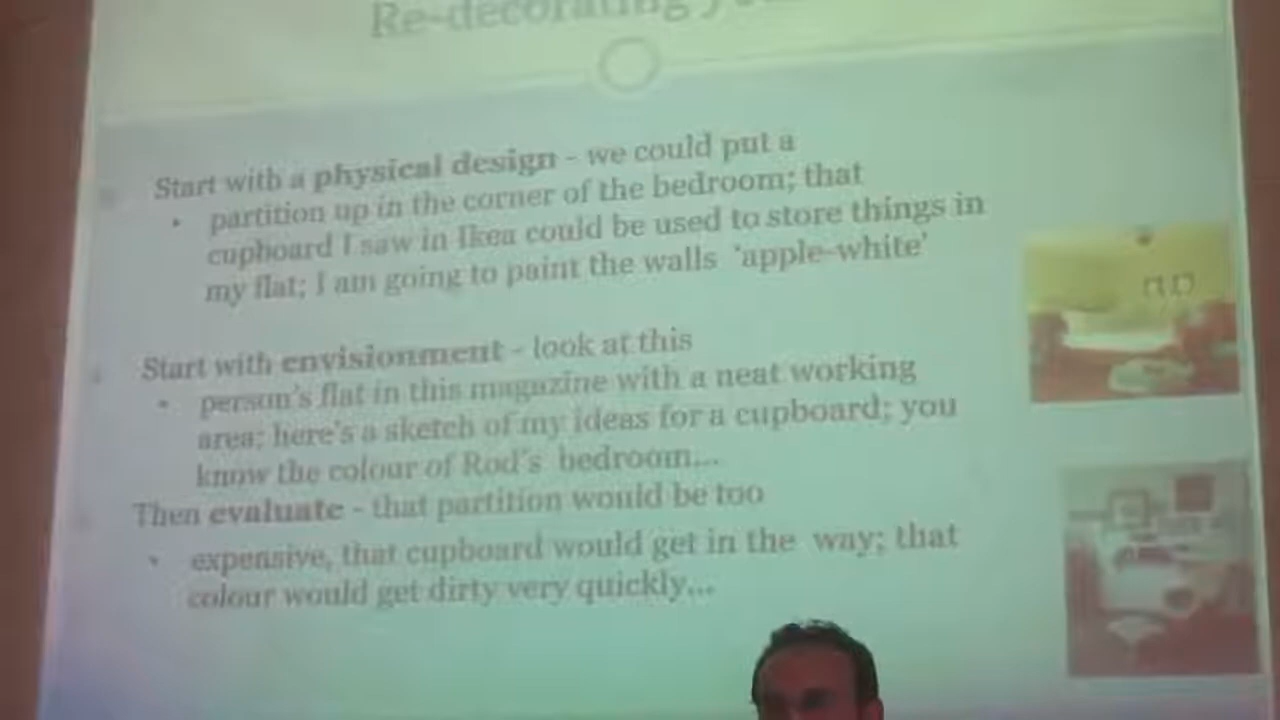 Re-decorating
Start with a physical design - we could put a
• partition up in the corner of the bedroom; that
cupboard I saw in Ikea could be used to store things in
my flat; I am going to paint the walls 'apple-white'
Start with envisionment - look at this
• person's flat in this magazine with a neat working
area; here's a sketch of my ideas for a cupboard; you
know the colour of Rod's bedroom...
Then evaluate - that partition would be too
• expensive, that cupboard would get in the way; that
colour would get dirty very quickly...